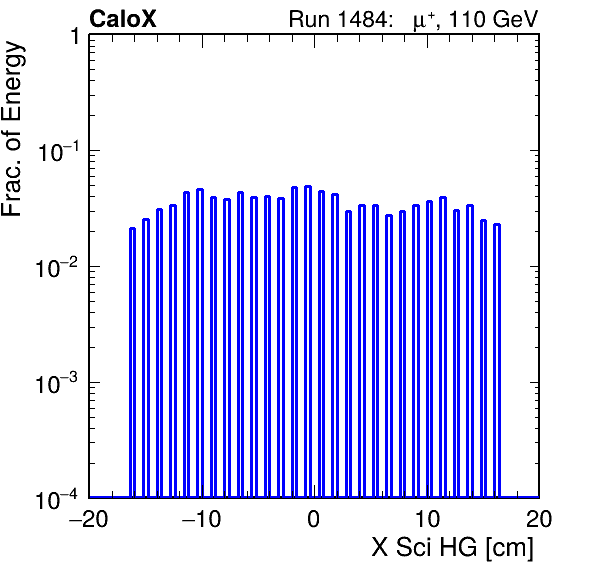 CaloX Run 1484: μ⁺, 110 GeV
Frac. of Energy
1
10⁻¹
10⁻²
10⁻³
10⁻⁴
−20 −10 0 10 20
X Sci HG [cm]